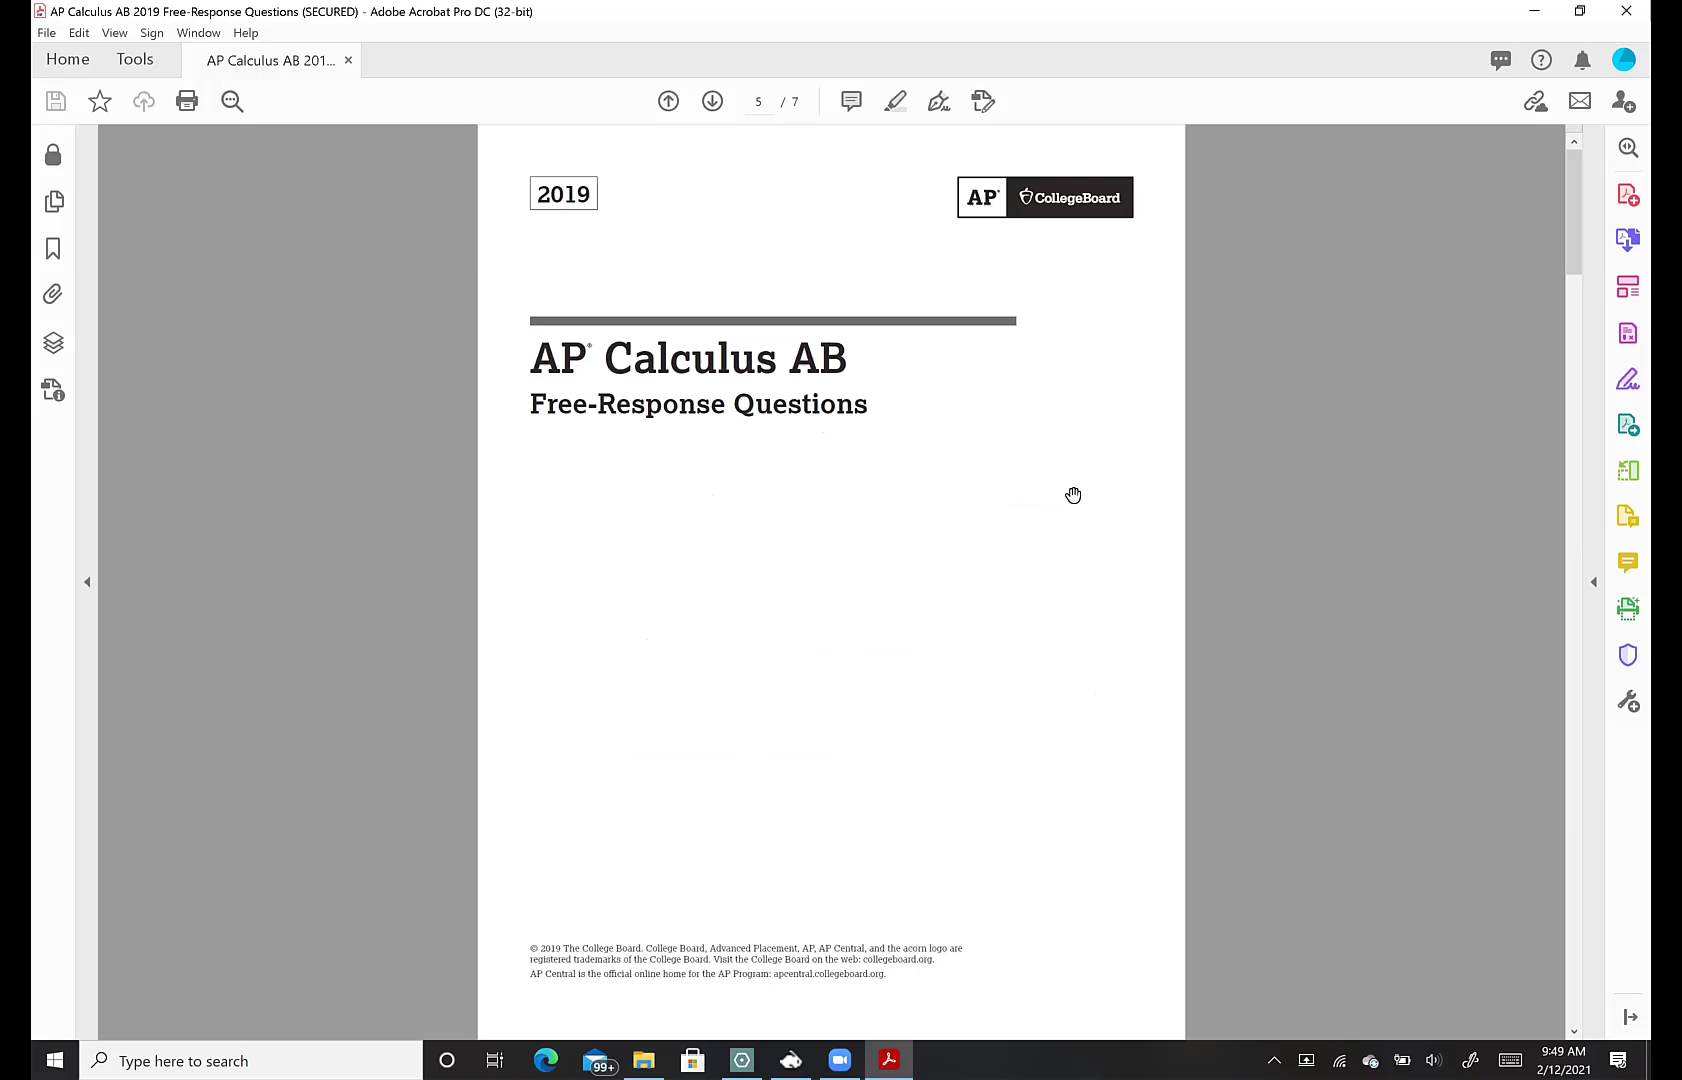 AP Calculus AB 2019 Free-Response Questions (SECURED) - Adobe Acrobat Pro DC (32-bit)
File Edit View Sign Window Help
Home Tools AP Calculus AB 201... ×
5 / 7
2019
AP® CollegeBoard
AP® Calculus AB
Free-Response Questions
© 2019 The College Board. College Board, Advanced Placement, AP, AP Central, and the acorn logo are
registered trademarks of the College Board. Visit the College Board on the web: collegeboard.org.
AP Central is the official online home for the AP Program: apcentral.collegeboard.org.
Type here to search
99+
9:49 AM
2/12/2021